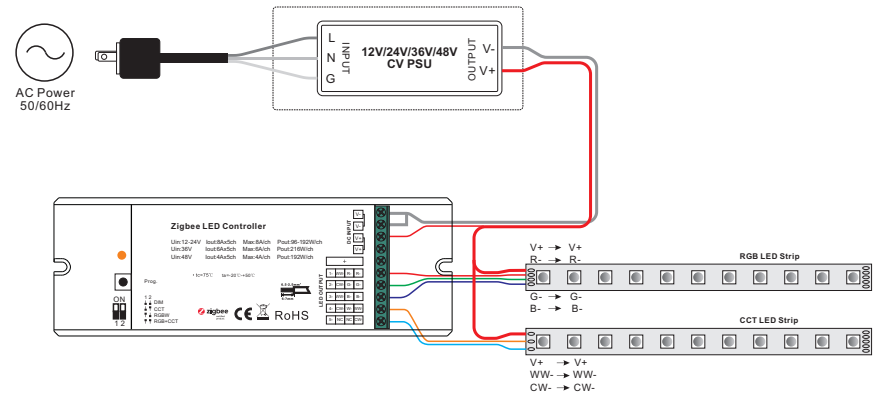 AC Power
50/60Hz
L
N
G
INPUT
12V/24V/36V/48V
CV PSU
OUTPUT
V-
V+
Zigbee LED Controller
Uin:12-24V Iout:8Ax5ch Max:8A/ch Pout:96-192W/ch
Uin:36V Iout:6Ax5ch Max:6A/ch Pout:216W/ch
Uin:48V Iout:4Ax5ch Max:4A/ch Pout:192W/ch
Prog.
ON
1 2
1 2
DIM
CCT
RGBW
RGB+CCT
zigbee
CE
RoHS
DC INPUT
V-
V-
V+
V+
+
LED OUTPUT
V+ → V+
R- → R-
RGB LED Strip
G- → G-
B- → B-
CCT LED Strip
V+ → V+
WW- → WW-
CW- → CW-